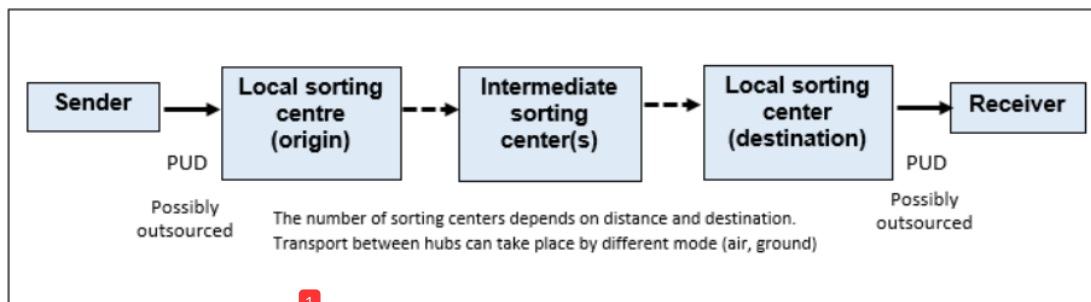 Sender
Local sorting
centre
(origin)
Intermediate
sorting
center(s)
Local sorting
center
(destination)
Receiver
PUD
Possibly
outsourced
PUD
Possibly
outsourced
The number of sorting centers depends on distance and destination.
Transport between hubs can take place by different mode (air, ground)
1